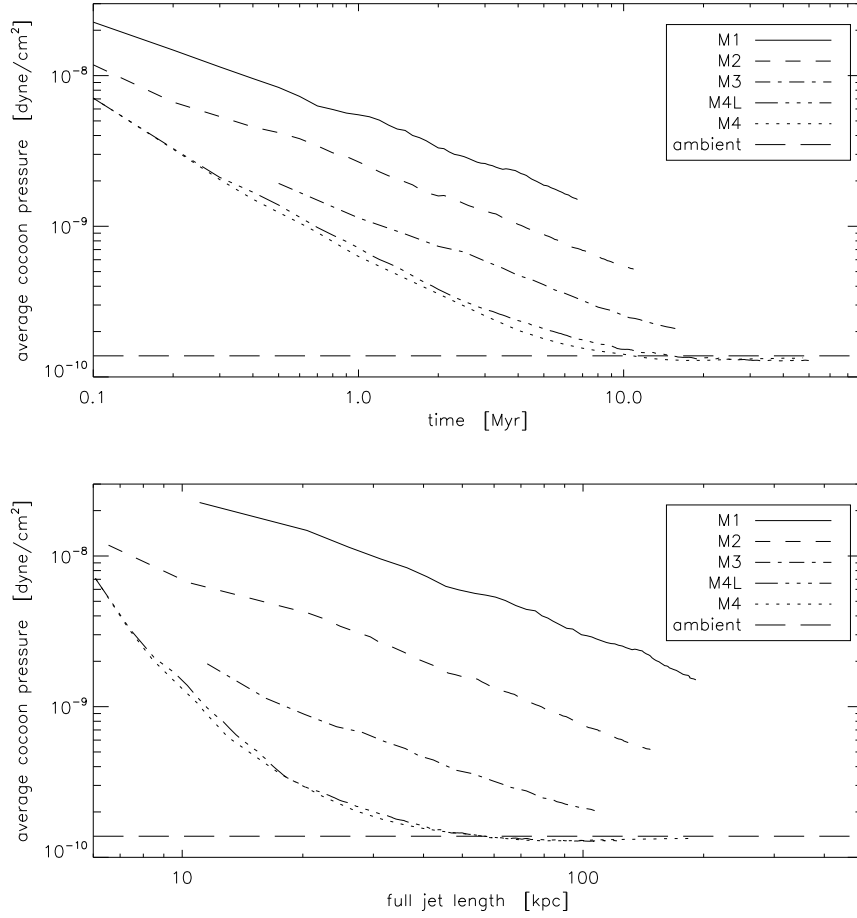 average cocoon pressure [dyne/cm²]
10⁻⁸
10⁻⁹
10⁻¹⁰
0.1
1.0
10.0
time [Myr]
M1
M2
M3
M4L
M4
ambient
average cocoon pressure [dyne/cm²]
10⁻⁸
10⁻⁹
10⁻¹⁰
10
100
full jet length [kpc]
M1
M2
M3
M4L
M4
ambient